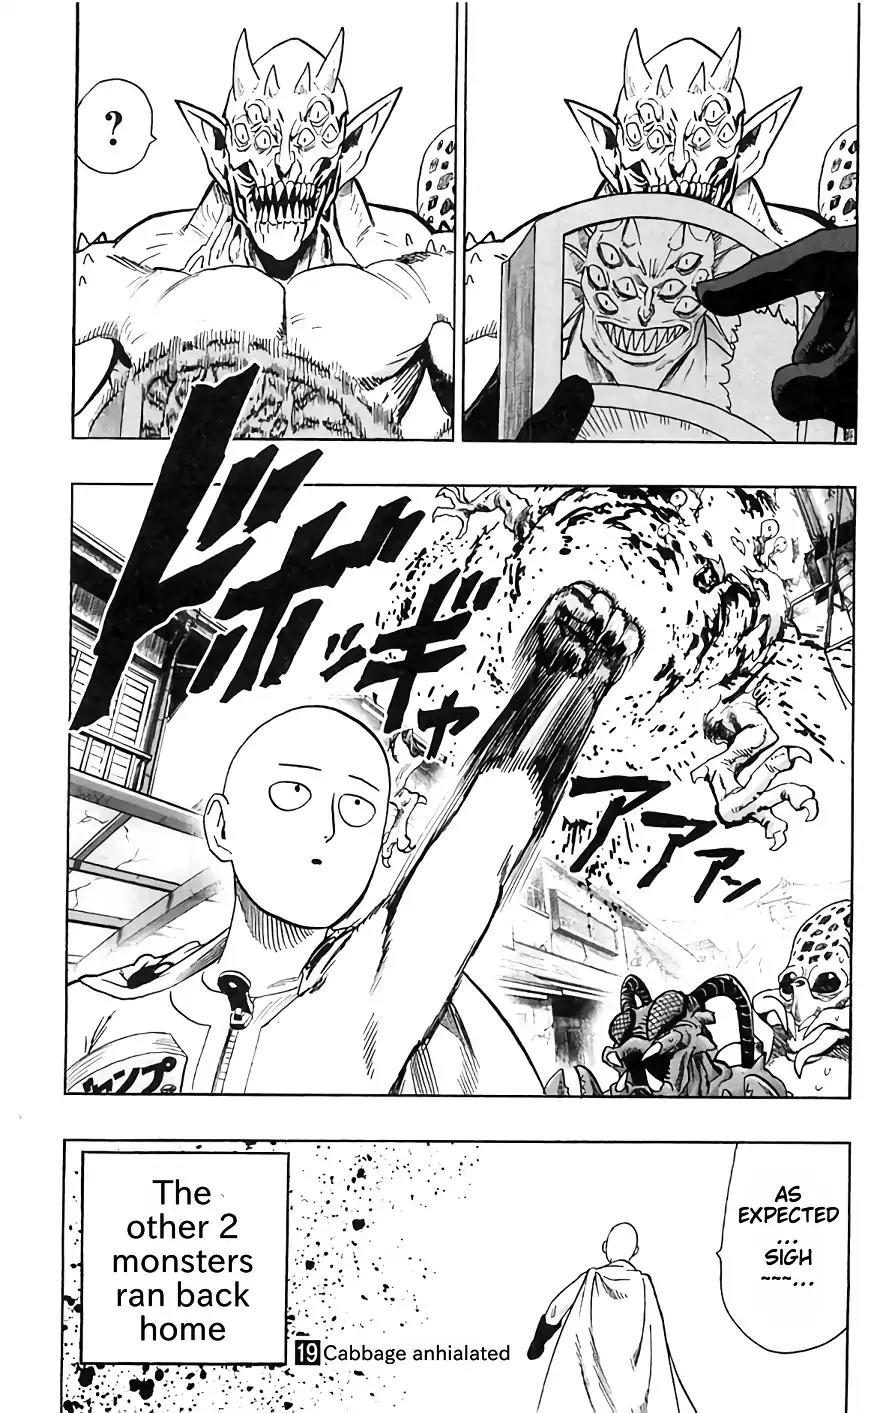 ?
ドボッギャ
アアアン
ャンプ
AS
EXPECTED
...
SIGH
~~~...
The
other 2
monsters
ran back
home
19 Cabbage anhialated